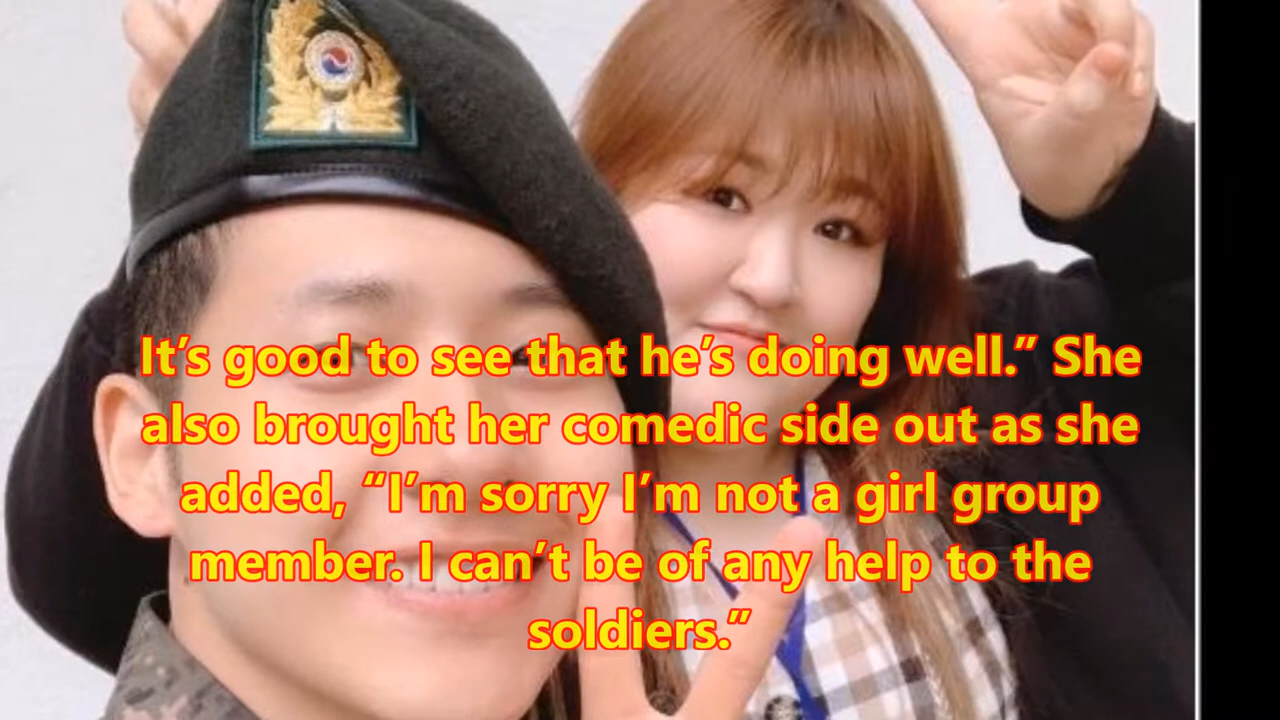 It’s good to see that he’s doing well.” She
also brought her comedic side out as she
added, “I’m sorry I’m not a girl group
member. I can’t be of any help to the
soldiers.”